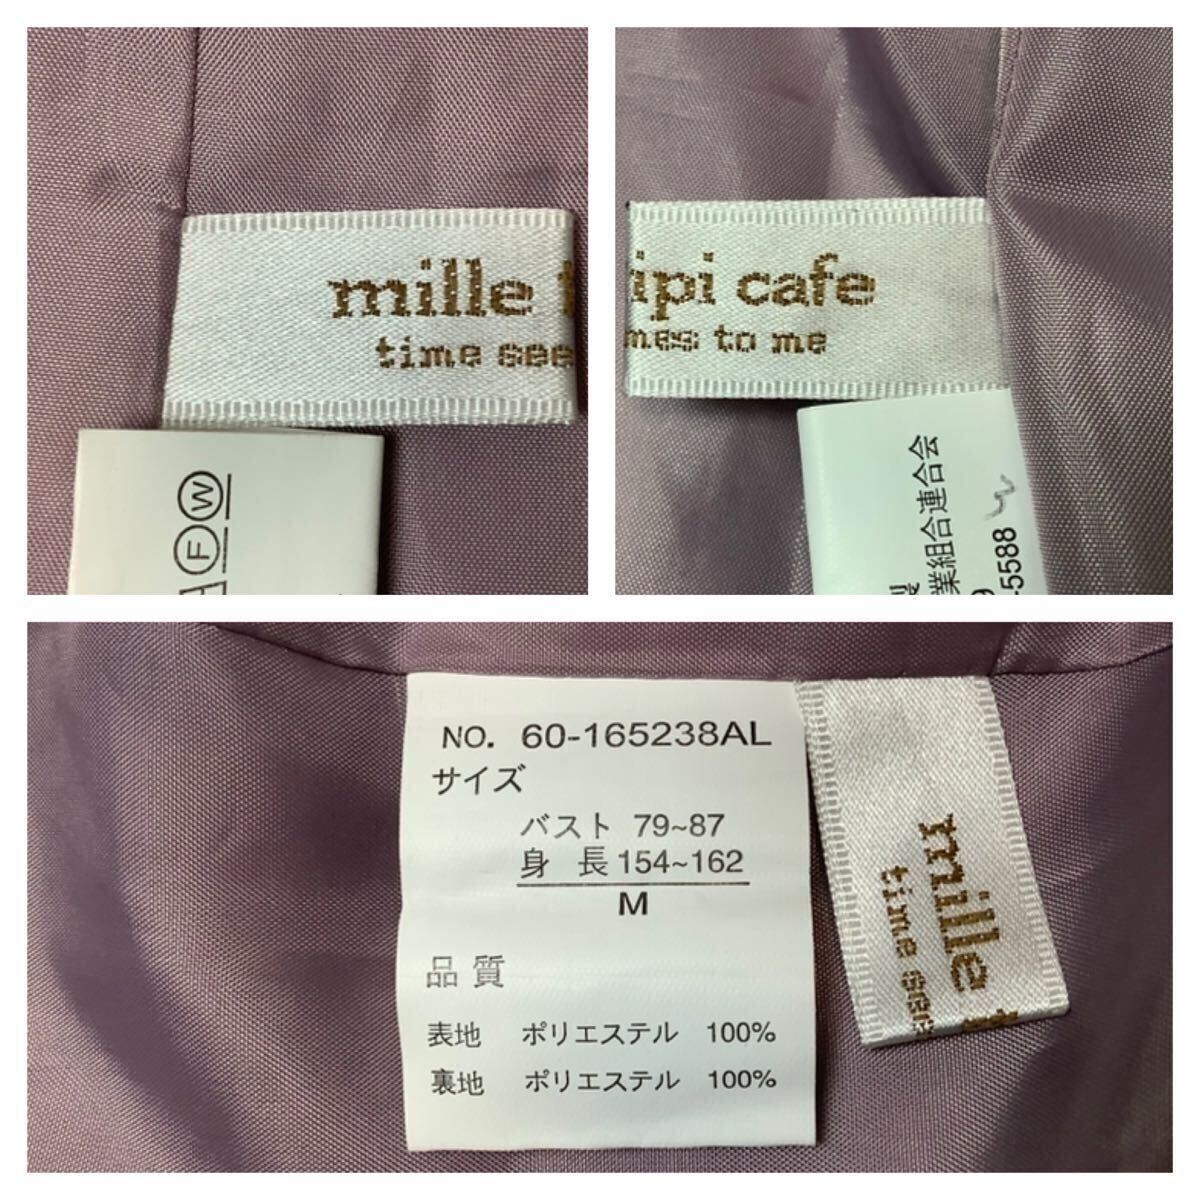 mille t
time see
W
F
ipi cafe
mes to me
業組合連合会
-5588
NO. 60-165238AL
サイズ
バスト 79~87
身 長 154~162
M
品 質
表地 ポリエステル 100%
裏地 ポリエステル 100%
mille t
time see